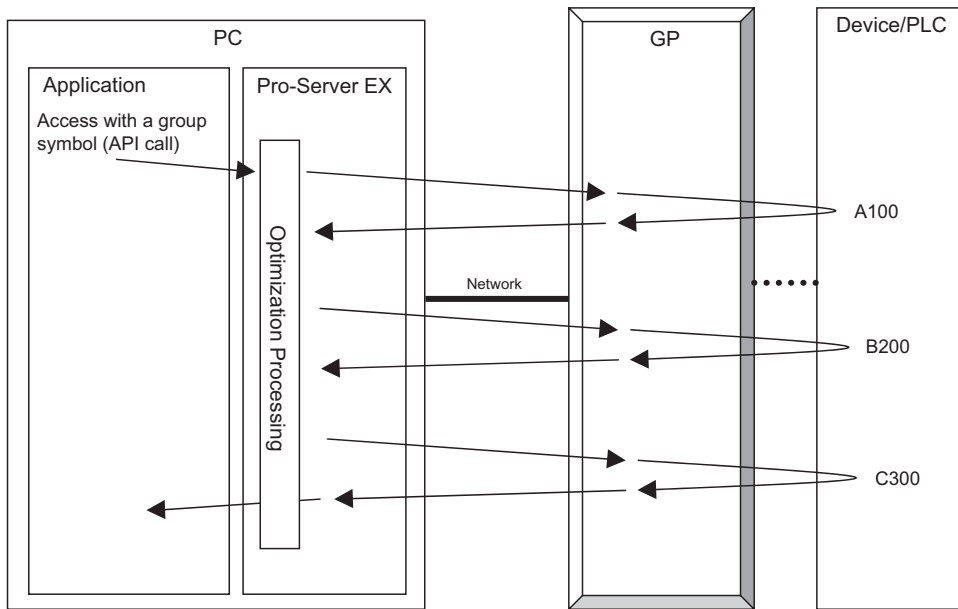 PC
GP
Device/PLC
Application
Pro-Server EX
Access with a group
symbol (API call)
Optimization Processing
Network
A100
B200
C300